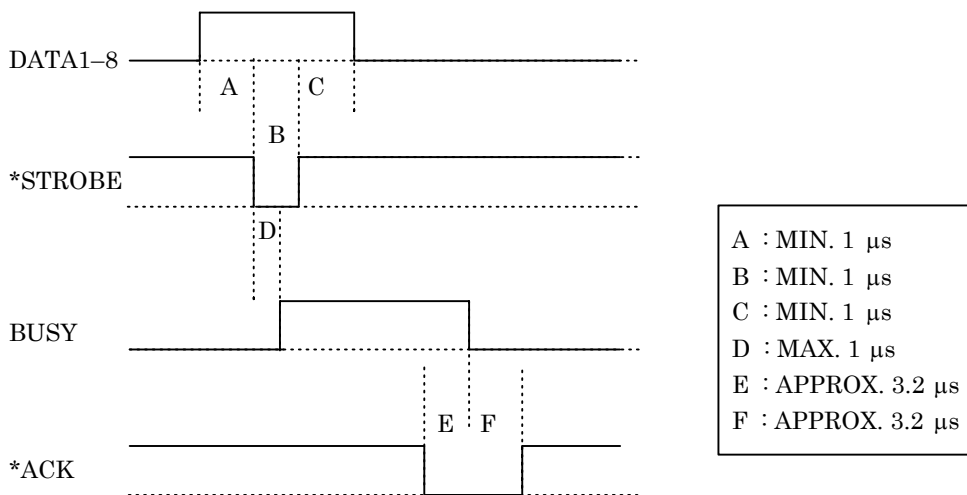 DATA1–8
A
C
B
*STROBE
D
BUSY
E F
*ACK
A : MIN. 1 µs
B : MIN. 1 µs
C : MIN. 1 µs
D : MAX. 1 µs
E : APPROX. 3.2 µs
F : APPROX. 3.2 µs